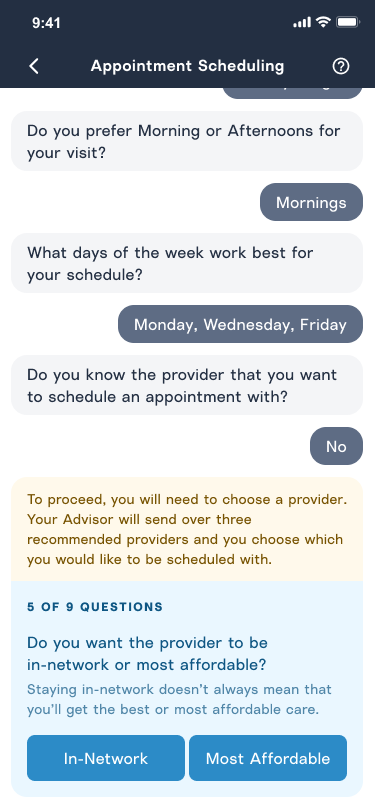 9:41
Appointment Scheduling
Do you prefer Morning or Afternoons for
your visit?
Mornings
What days of the week work best for
your schedule?
Monday, Wednesday, Friday
Do you know the provider that you want
to schedule an appointment with?
No
To proceed, you will need to choose a provider.
Your Advisor will send over three
recommended providers and you choose which
you would like to be scheduled with.
5 OF 9 QUESTIONS
Do you want the provider to be
in-network or most affordable?
Staying in-network doesn't always mean that
you'll get the best or most affordable care.
In-Network
Most Affordable